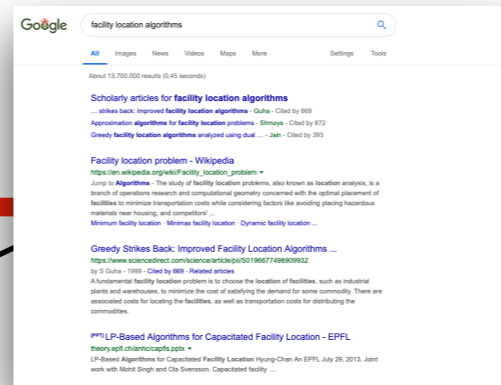 Google
facility location algorithms
All Images News Videos Maps More Settings Tools
About 13.700.000 results (0,45 seconds)
Scholarly articles for facility location algorithms
... strikes back: Improved facility location algorithms - Guha - Cited by 669
Approximation algorithms for facility location problems - Shmoys - Cited by 872
Greedy facility location algorithms analyzed using dual ... - Jain - Cited by 393
Facility location problem - Wikipedia
https://en.wikipedia.org/wiki/Facility_location_problem
Jump to Algorithms - The study of facility location problems, also known as location analysis, is a
branch of operations research and computational geometry concerned with the optimal placement of
facilities to minimize transportation costs while considering factors like avoiding placing hazardous
materials near housing, and competitors' ...
Minimum facility location · Minimax facility location · Dynamic facility location ...
Greedy Strikes Back: Improved Facility Location Algorithms ...
https://www.sciencedirect.com/science/article/pii/S0196677498909932
by S Guha - 1999 - Cited by 669 - Related articles
A fundamental facility location problem is to choose the location of facilities, such as industrial
plants and warehouses, to minimize the cost of satisfying the demand for some commodity. There are
associated costs for locating the facilities, as well as transportation costs for distributing the
commodities.
[PPT] LP-Based Algorithms for Capacitated Facility Location - EPFL
theory.epfl.ch/anhc/capfls.pptx
LP-Based Algorithms for Capacitated Facility Location Hyung-Chan An EPFL July 29, 2013. Joint
work with Mohit Singh and Ola Svensson. Capacitated facility ...